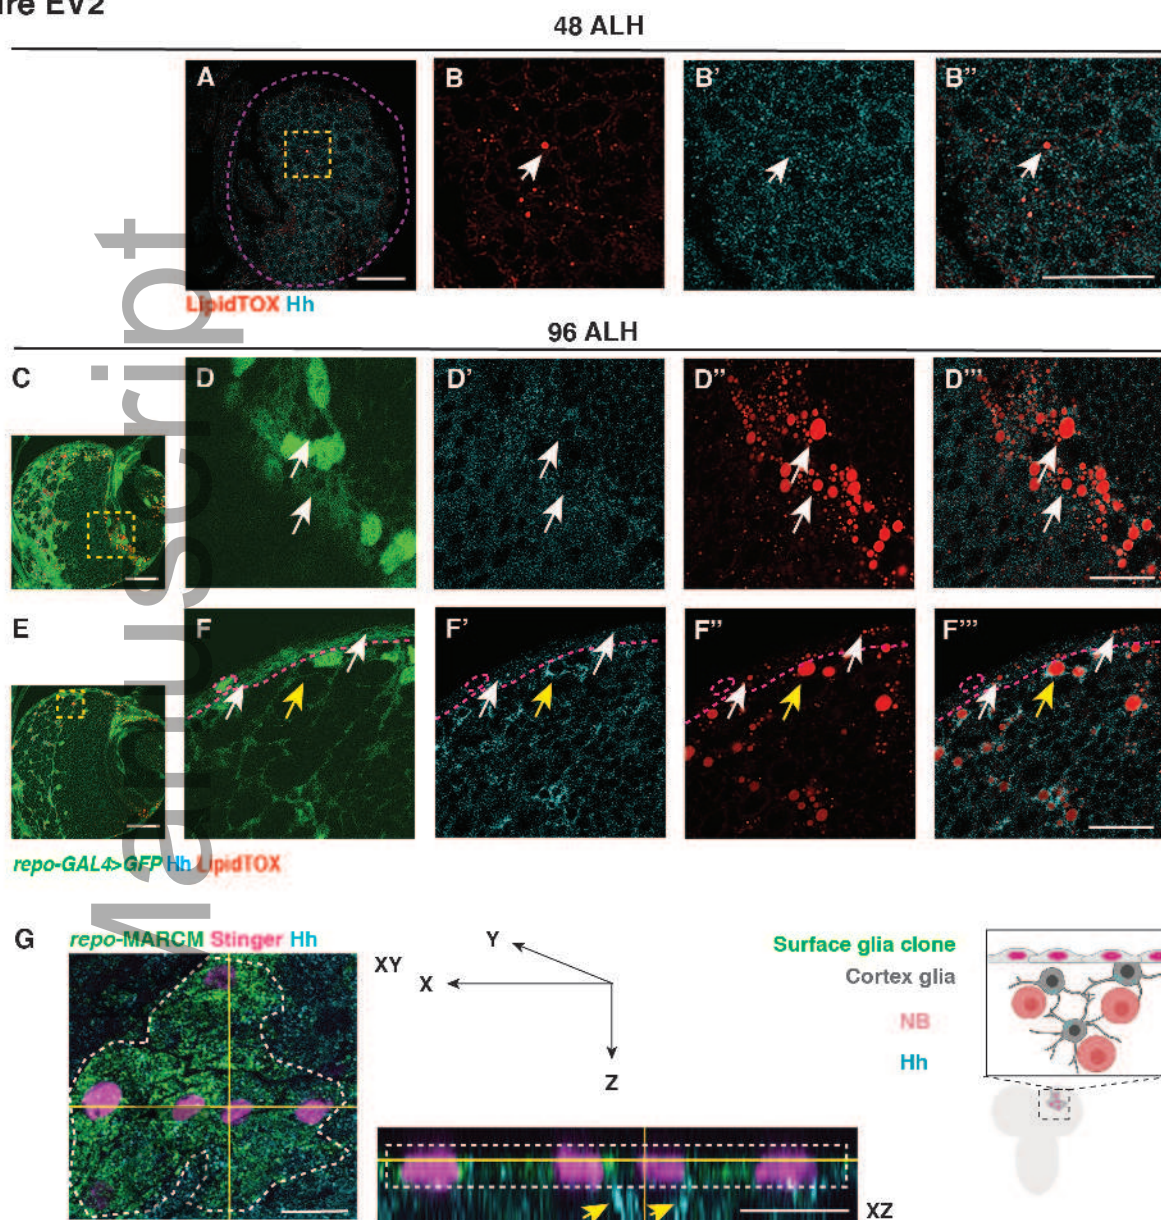 ire EV2
48 ALH
A
B
B'
B"
LipidTOX Hh
96 ALH
C
D
D'
D"
D'"
E
F
F'
F"
F'"
repo-GAL4>GFP Hh LipidTOX
G
repo-MARCM Stinger Hh
XY
Y
X
Z
XZ
Surface glia clone
Cortex glia
NB
Hh
Manuscript